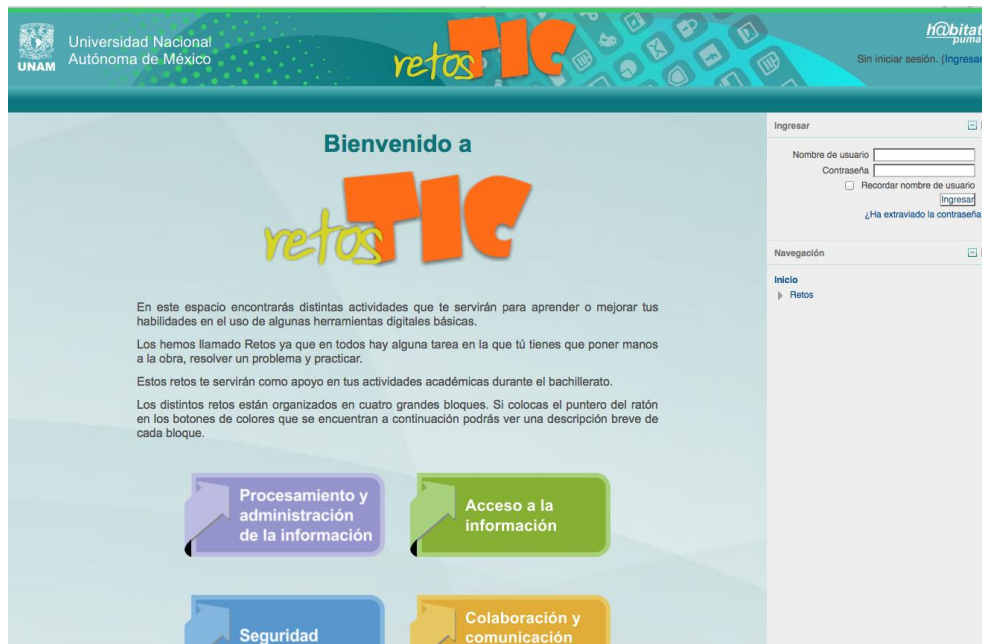 UNAM
Universidad Nacional
Autónoma de México
retosTIC
h@bitat
puma
Sin iniciar sesión. (Ingresar
Bienvenido a
retosTIC
En este espacio encontrarás distintas actividades que te servirán para aprender o mejorar tus
habilidades en el uso de algunas herramientas digitales básicas.
Los hemos llamado Retos ya que en todos hay alguna tarea en la que tú tienes que poner manos
a la obra, resolver un problema y practicar.
Estos retos te servirán como apoyo en tus actividades académicas durante el bachillerato.
Los distintos retos están organizados en cuatro grandes bloques. Si colocas el puntero del ratón
en los botones de colores que se encuentran a continuación podrás ver una descripción breve de
cada bloque.
Procesamiento y
administración
de la información
Acceso a la
información
Seguridad
Colaboración y
comunicación
Ingresar
Nombre de usuario
Contraseña
Recordar nombre de usuario
Ingresar
¿Ha extraviado la contraseña?
Navegación
Inicio
Retos